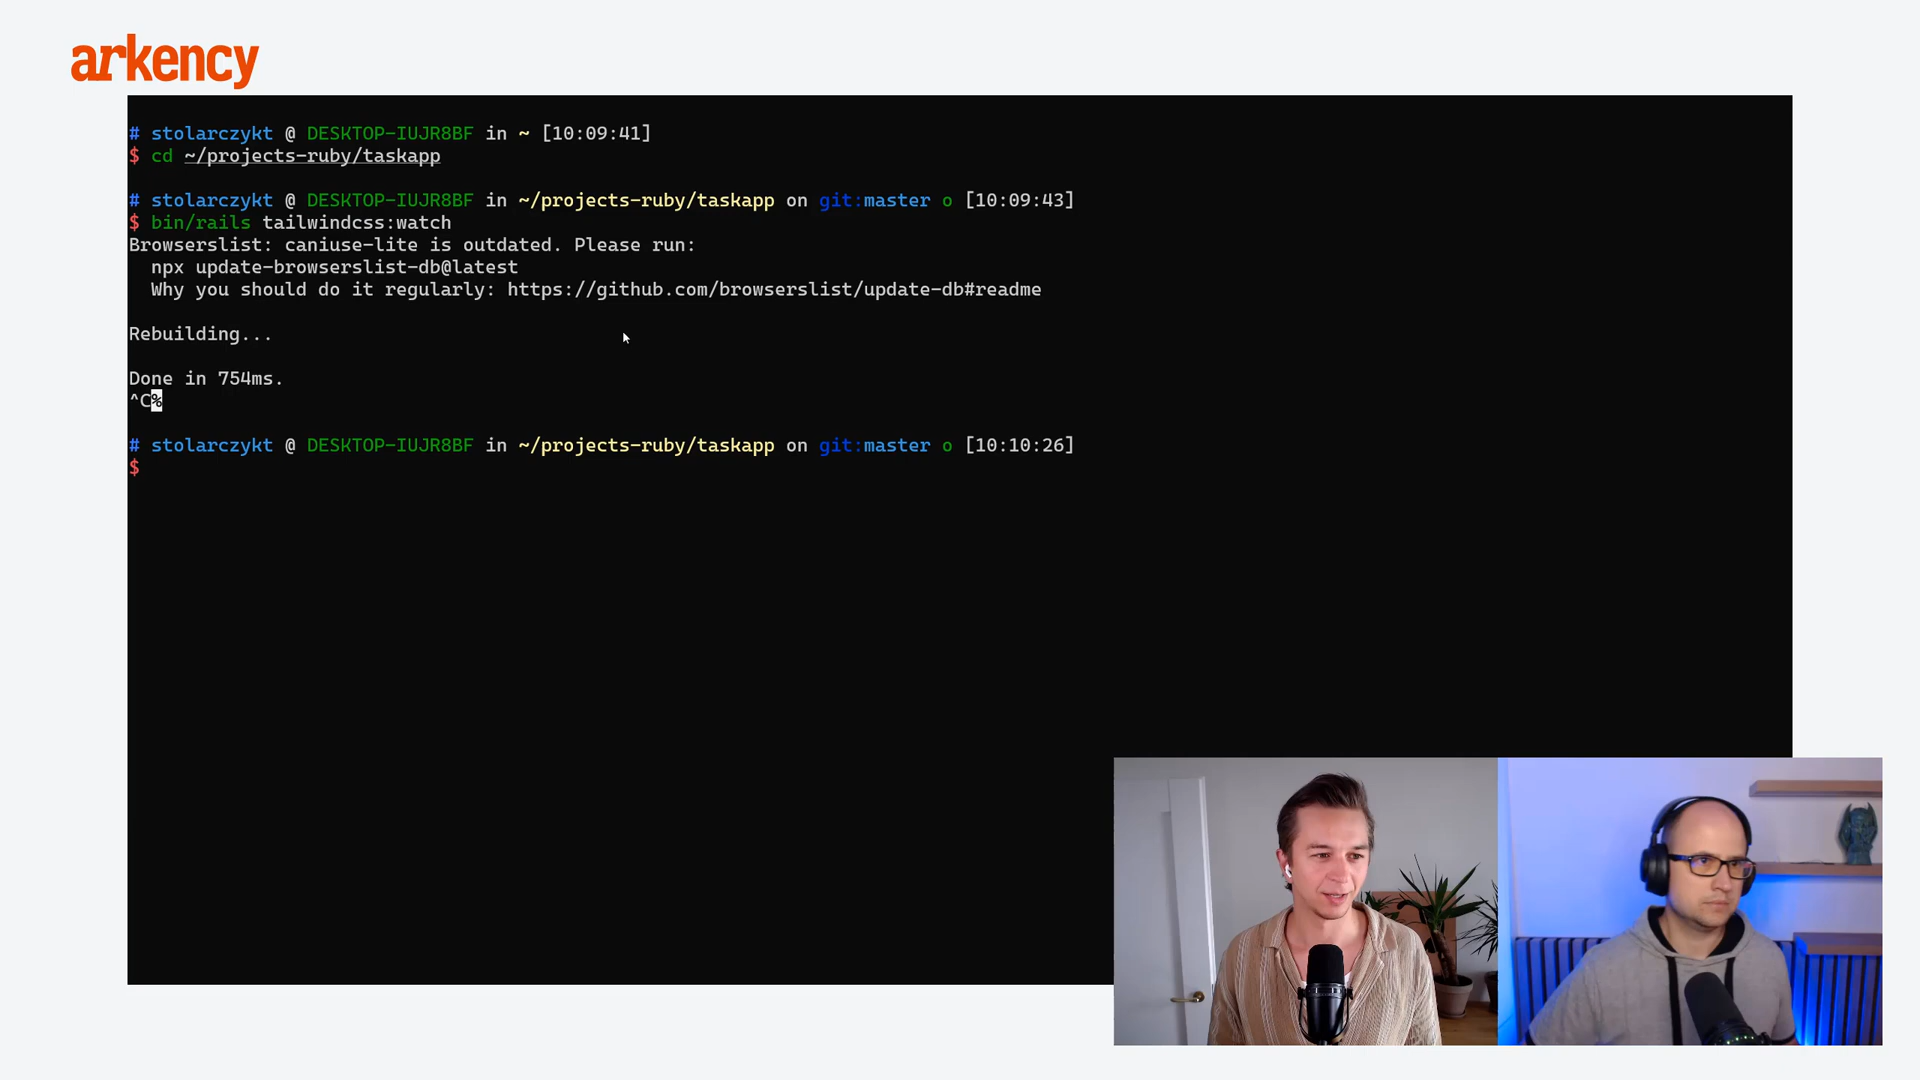 arkency
# stolarczykt @ DESKTOP-IUJR8BF in ~ [10:09:41]
$ cd ~/projects-ruby/taskapp
# stolarczykt @ DESKTOP-IUJR8BF in ~/projects-ruby/taskapp on git:master o [10:09:43]
$ bin/rails tailwindcss:watch
Browserslist: caniuse-lite is outdated. Please run:
npx update-browserslist-db@latest
Why you should do it regularly: https://github.com/browserslist/update-db#readme
Rebuilding...
Done in 754ms.
^C%
# stolarczykt @ DESKTOP-IUJR8BF in ~/projects-ruby/taskapp on git:master o [10:10:26]
$